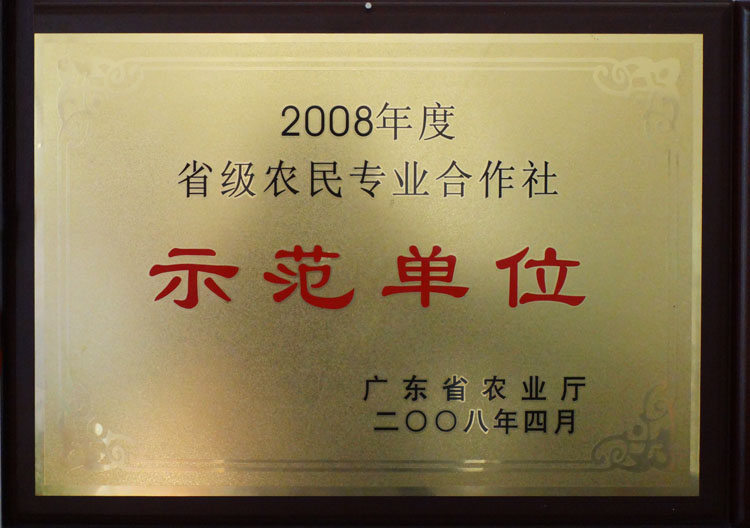 2008年度
省级农民专业合作社
示范单位
广东省农业厅
二〇〇八年四月